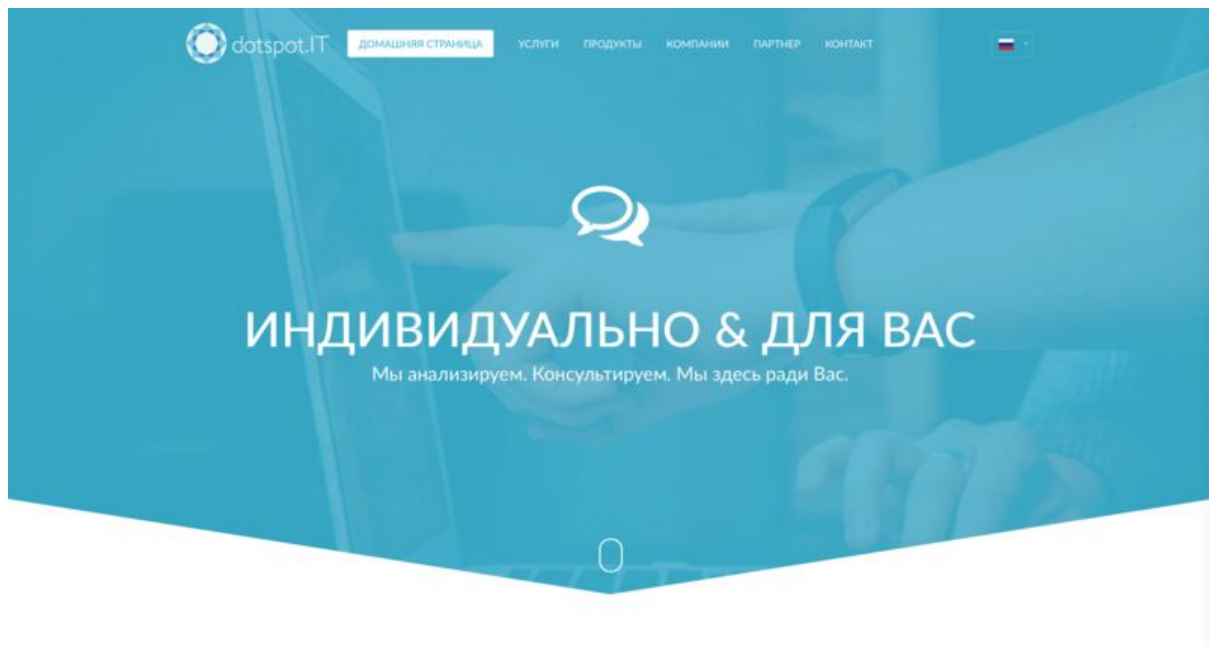 dotspot.IT
ДОМАШНЯЯ СТРАНИЦА УСЛУГИ ПРОДУКТЫ КОМПАНИИ ПАРТНЕР КОНТАКТ
ИНДИВИДУАЛЬНО & ДЛЯ ВАС
Мы анализируем. Консультируем. Мы здесь ради Вас.